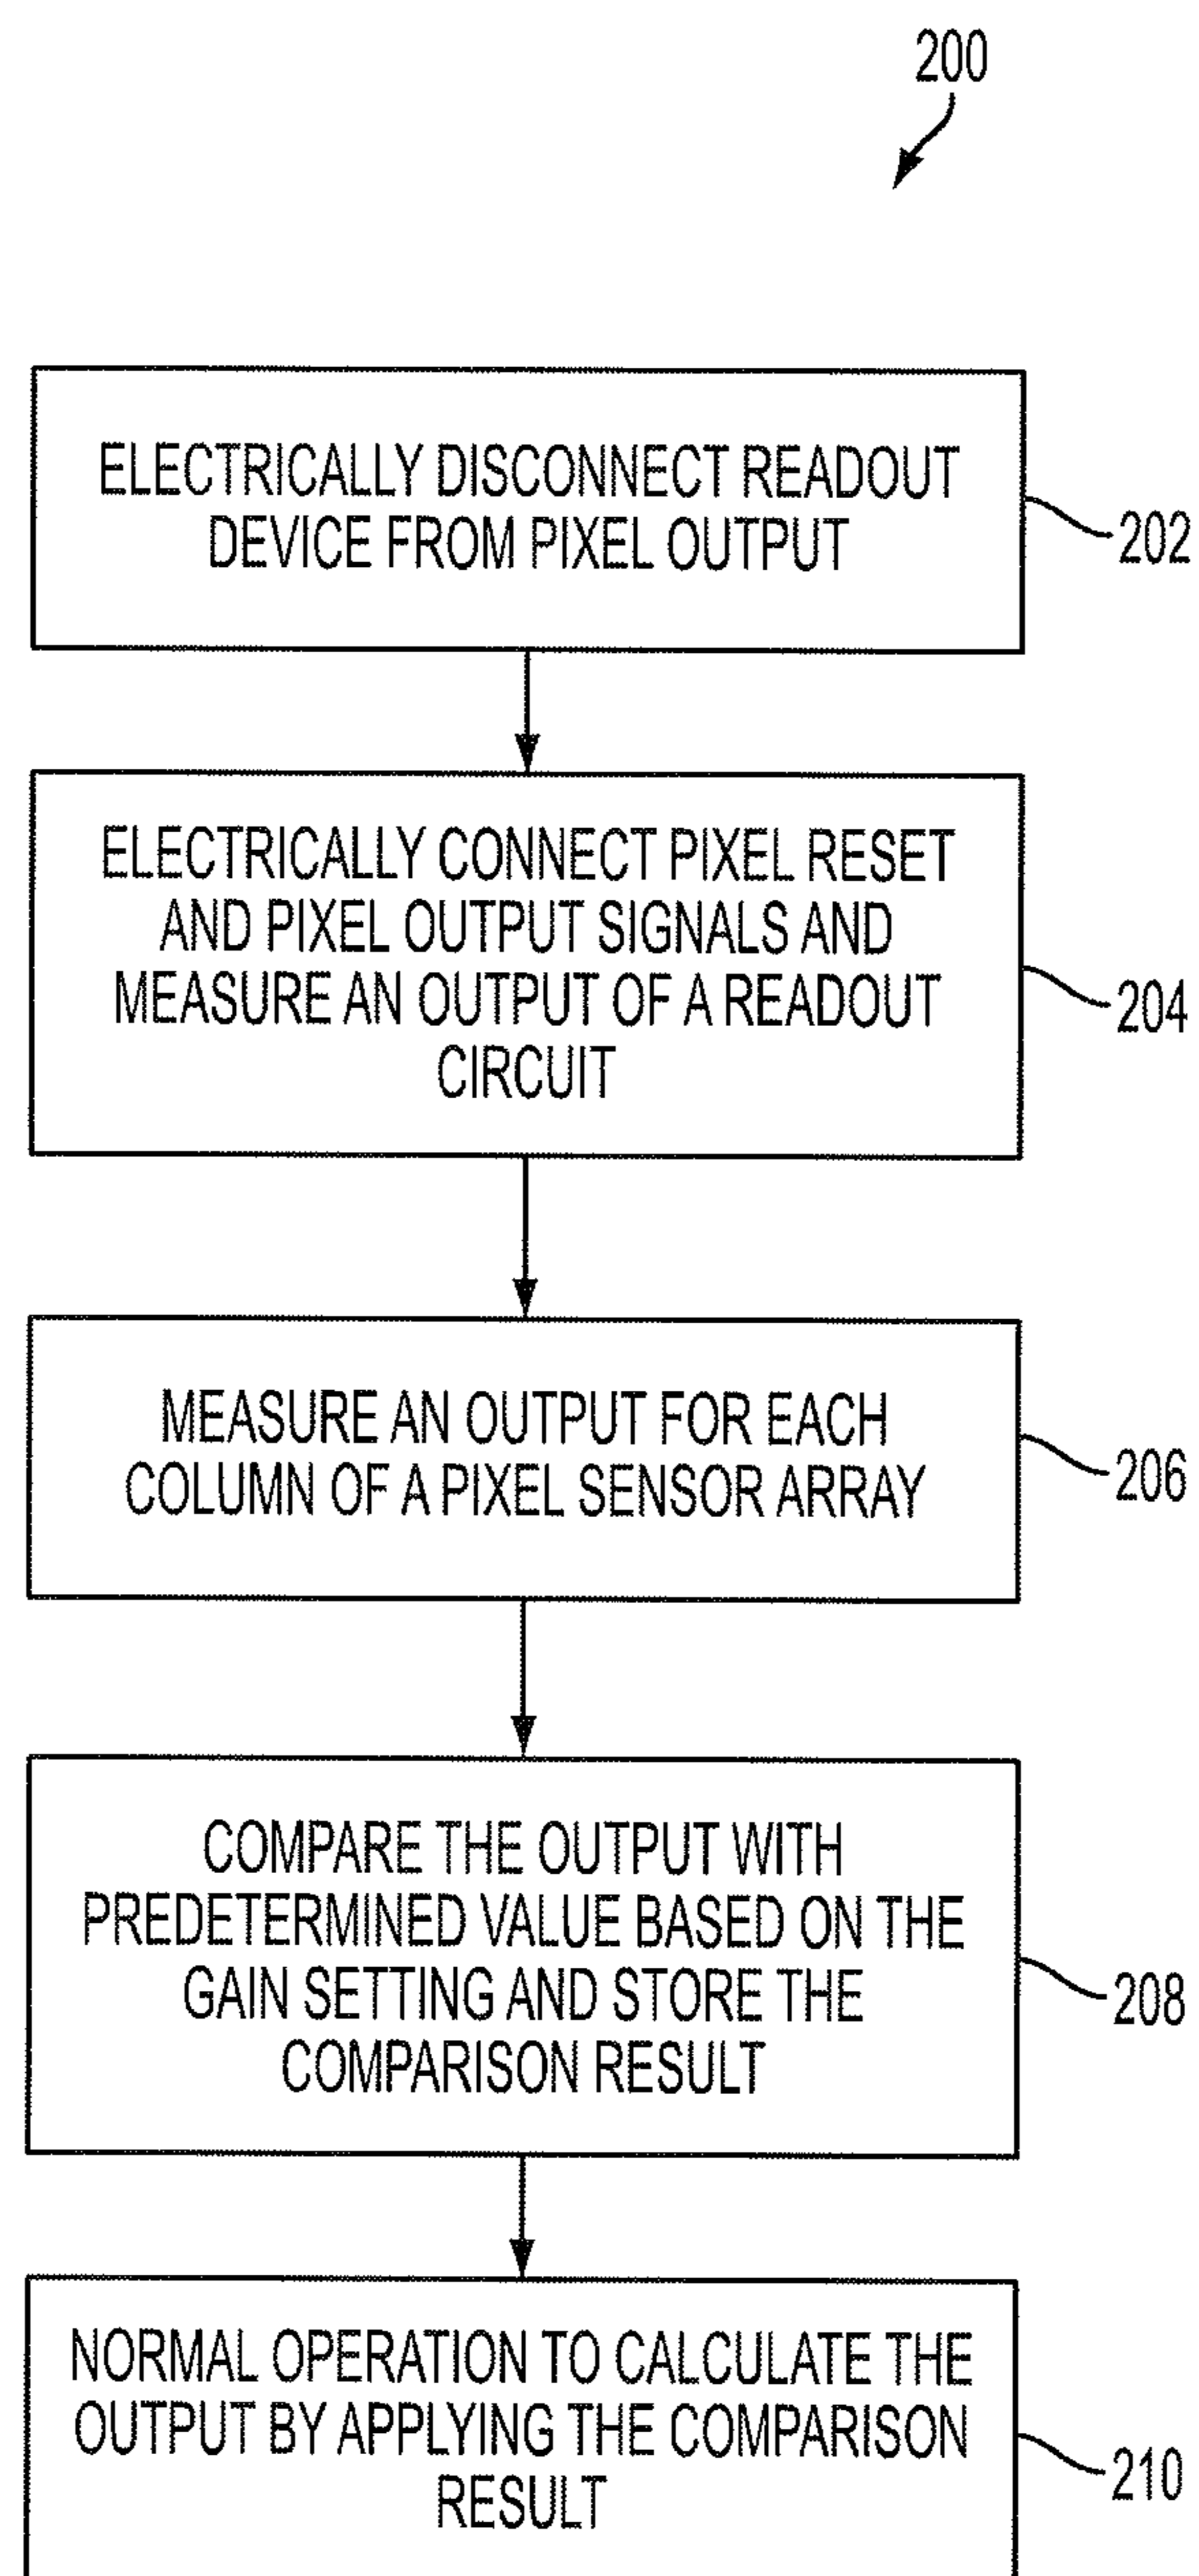 200
ELECTRICALLY DISCONNECT READOUT
DEVICE FROM PIXEL OUTPUT
202
ELECTRICALLY CONNECT PIXEL RESET
AND PIXEL OUTPUT SIGNALS AND
MEASURE AN OUTPUT OF A READOUT
CIRCUIT
204
MEASURE AN OUTPUT FOR EACH
COLUMN OF A PIXEL SENSOR ARRAY
206
COMPARE THE OUTPUT WITH
PREDETERMINED VALUE BASED ON THE
GAIN SETTING AND STORE THE
COMPARISON RESULT
208
NORMAL OPERATION TO CALCULATE THE
OUTPUT BY APPLYING THE COMPARISON
RESULT
210